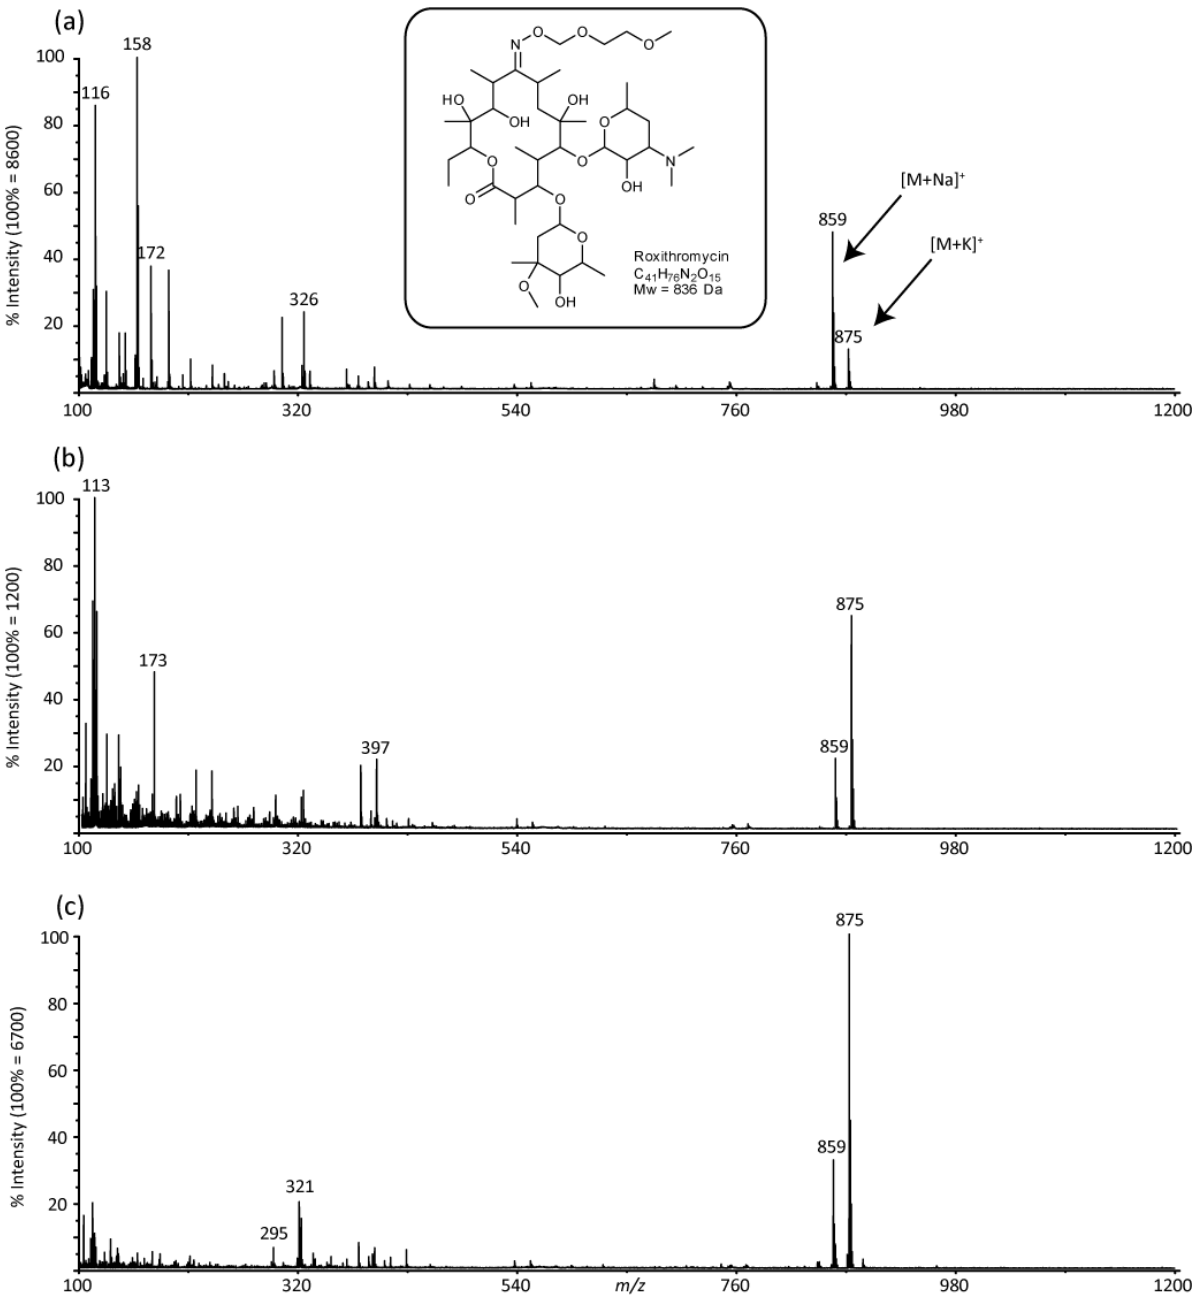 (a)
% Intensity (100% = 8600)
100
80
60
40
20
116
158
172
326
859
875
[M+Na]⁺
[M+K]⁺
N
O
O
O
HO
OH
OH
O
O
O
O
O
N
OH
O
O
OH
Roxithromycin
C₄₁H₇₆N₂O₁₅
Mw = 836 Da
100 320 540 760 980 1200
(b)
% Intensity (100% = 1200)
100
80
60
40
20
113
173
397
859
875
100 320 540 760 980 1200
(c)
% Intensity (100% = 6700)
100
80
60
40
20
295
321
859
875
100 320 540 m/z 760 980 1200